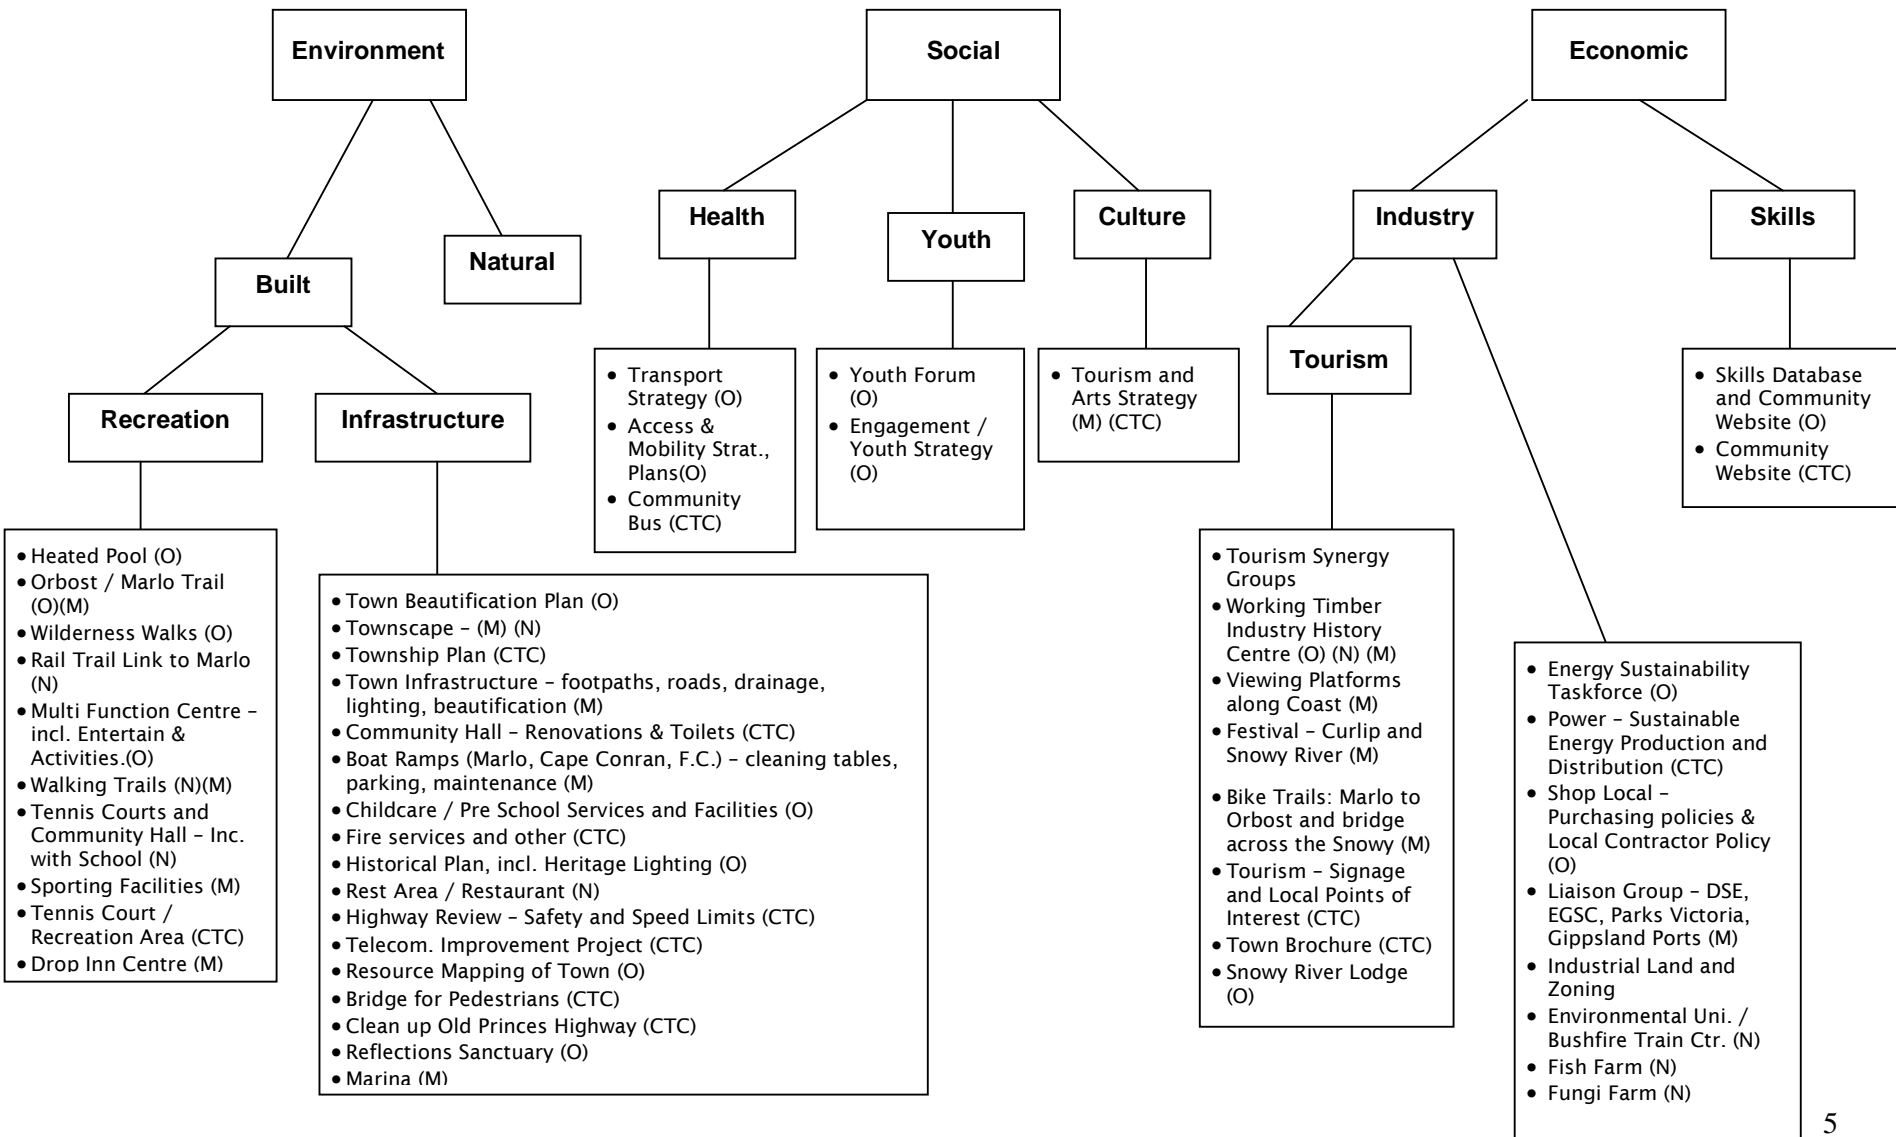 Environment
Social
Economic
Health
Youth
Culture
Industry
Skills
Natural
Built
Tourism
Recreation
Infrastructure
• Transport
Strategy (O)
• Access &
Mobility Strat.,
Plans(O)
• Community
Bus (CTC)
• Youth Forum
(O)
• Engagement /
Youth Strategy
(O)
• Tourism and
Arts Strategy
(M) (CTC)
• Skills Database
and Community
Website (O)
• Community
Website (CTC)
• Heated Pool (O)
• Orbost / Marlo Trail
(O)(M)
• Wilderness Walks (O)
• Rail Trail Link to Marlo
(N)
• Multi Function Centre –
incl. Entertain &
Activities.(O)
• Walking Trails (N)(M)
• Tennis Courts and
Community Hall – Inc.
with School (N)
• Sporting Facilities (M)
• Tennis Court /
Recreation Area (CTC)
• Drop Inn Centre (M)
• Town Beautification Plan (O)
• Townscape – (M) (N)
• Township Plan (CTC)
• Town Infrastructure – footpaths, roads, drainage,
lighting, beautification (M)
• Community Hall – Renovations & Toilets (CTC)
• Boat Ramps (Marlo, Cape Conran, F.C.) – cleaning tables,
parking, maintenance (M)
• Childcare / Pre School Services and Facilities (O)
• Fire services and other (CTC)
• Historical Plan, incl. Heritage Lighting (O)
• Rest Area / Restaurant (N)
• Highway Review – Safety and Speed Limits (CTC)
• Telecom. Improvement Project (CTC)
• Resource Mapping of Town (O)
• Bridge for Pedestrians (CTC)
• Clean up Old Princes Highway (CTC)
• Reflections Sanctuary (O)
• Marina (M)
• Tourism Synergy
Groups
• Working Timber
Industry History
Centre (O) (N) (M)
• Viewing Platforms
along Coast (M)
• Festival – Curlip and
Snowy River (M)
• Bike Trails: Marlo to
Orbost and bridge
across the Snowy (M)
• Tourism – Signage
and Local Points of
Interest (CTC)
• Town Brochure (CTC)
• Snowy River Lodge
(O)
• Energy Sustainability
Taskforce (O)
• Power – Sustainable
Energy Production and
Distribution (CTC)
• Shop Local –
Purchasing policies &
Local Contractor Policy
(O)
• Liaison Group – DSE,
EGSC, Parks Victoria,
Gippsland Ports (M)
• Industrial Land and
Zoning
• Environmental Uni. /
Bushfire Train Ctr. (N)
• Fish Farm (N)
• Fungi Farm (N)
5